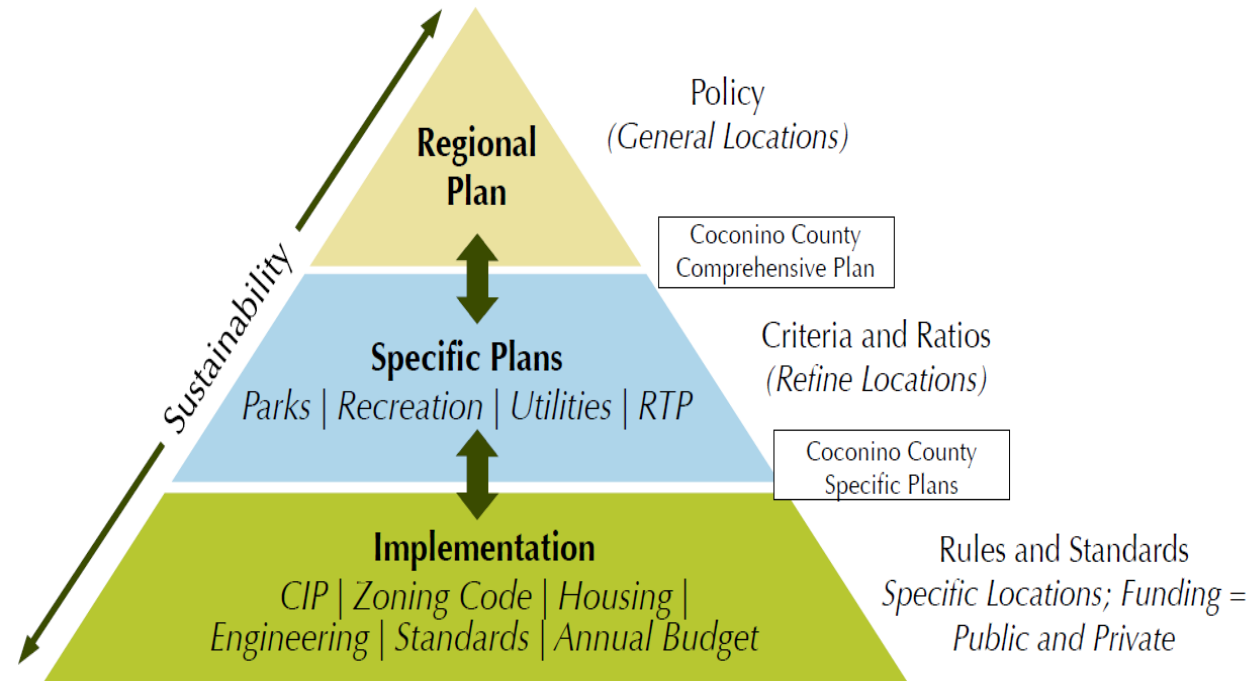 Policy
(General Locations)
Regional
Plan
Coconino County
Comprehensive Plan
Sustainability
Criteria and Ratios
(Refine Locations)
Specific Plans
Parks | Recreation | Utilities | RTP
Coconino County
Specific Plans
Implementation
CIP | Zoning Code | Housing |
Engineering | Standards | Annual Budget
Rules and Standards
Specific Locations; Funding =
Public and Private